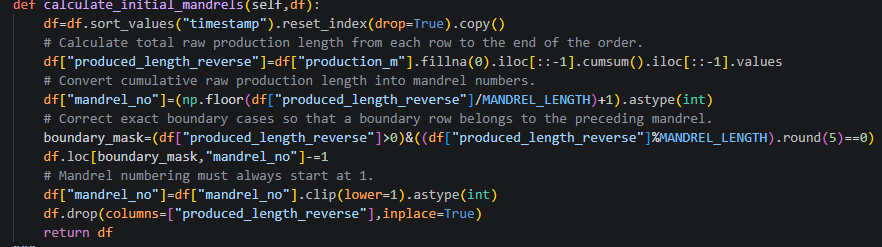 def calculate_initial_mandrels(self,df):
    df=df.sort_values("timestamp").reset_index(drop=True).copy()
    # Calculate total raw production length from each row to the end of the order.
    df["produced_length_reverse"]=df["production_m"].fillna(0).iloc[::-1].cumsum().iloc[::-1].values
    # Convert cumulative raw production length into mandrel numbers.
    df["mandrel_no"]=(np.floor(df["produced_length_reverse"]/MANDREL_LENGTH)+1).astype(int)
    # Correct exact boundary cases so that a boundary row belongs to the preceding mandrel.
    boundary_mask=(df["produced_length_reverse"]>0)&((df["produced_length_reverse"]%MANDREL_LENGTH).round(5)==0)
    df.loc[boundary_mask,"mandrel_no"]-=1
    # Mandrel numbering must always start at 1.
    df["mandrel_no"]=df["mandrel_no"].clip(lower=1).astype(int)
    df.drop(columns=["produced_length_reverse"],inplace=True)
    return df